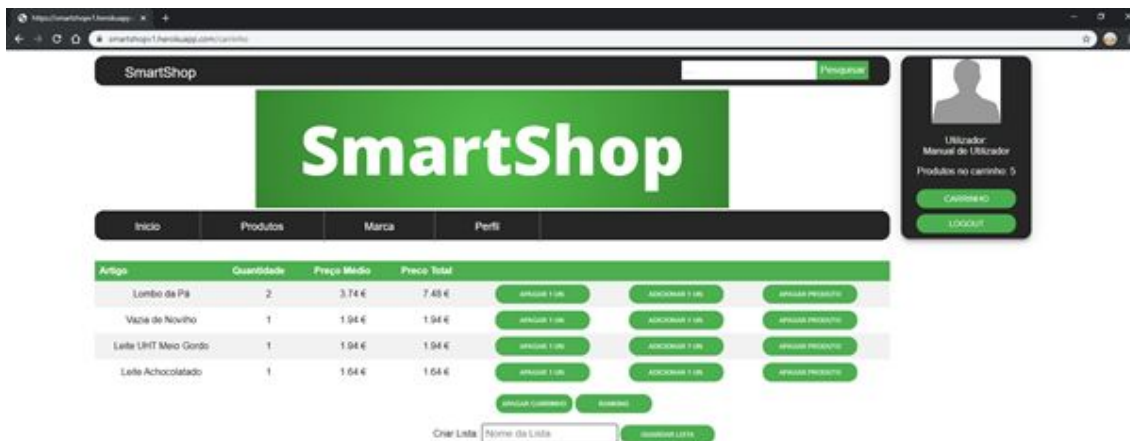 https://smartshopv1.herokuapp.
smartshopv1.herokuapp.com/carrinho
SmartShop
Pesquisar
SmartShop
Utilizador:
Manual de Utilizador
Produtos no carrinho: 5
CARRINHO
LOGOUT
Inicio Produtos Marca Perfil
Artigo Quantidade Preço Médio Preco Total
Lombo da Pá 2 3.74 € 7.48 € APAGAR 1 UN ADICIONAR 1 UN APAGAR PRODUTO
Vazia de Novilho 1 1.94 € 1.94 € APAGAR 1 UN ADICIONAR 1 UN APAGAR PRODUTO
Leite UHT Meio Gordo 1 1.94 € 1.94 € APAGAR 1 UN ADICIONAR 1 UN APAGAR PRODUTO
Leite Achocolatado 1 1.64 € 1.64 € APAGAR 1 UN ADICIONAR 1 UN APAGAR PRODUTO
APAGAR CARRINHO RANKING
Criar Lista: Nome da Lista GUARDAR LISTA